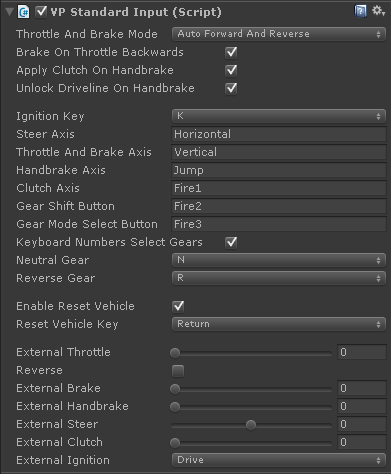 VP Standard Input (Script)
Throttle And Brake Mode Auto Forward And Reverse
Brake On Throttle Backwards
Apply Clutch On Handbrake
Unlock Driveline On Handbrake
Ignition Key K
Steer Axis Horizontal
Throttle And Brake Axis Vertical
Handbrake Axis Jump
Clutch Axis Fire1
Gear Shift Button Fire2
Gear Mode Select Button Fire3
Keyboard Numbers Select Gears
Neutral Gear N
Reverse Gear R
Enable Reset Vehicle
Reset Vehicle Key Return
External Throttle 0
Reverse
External Brake 0
External Handbrake 0
External Steer 0
External Clutch 0
External Ignition Drive